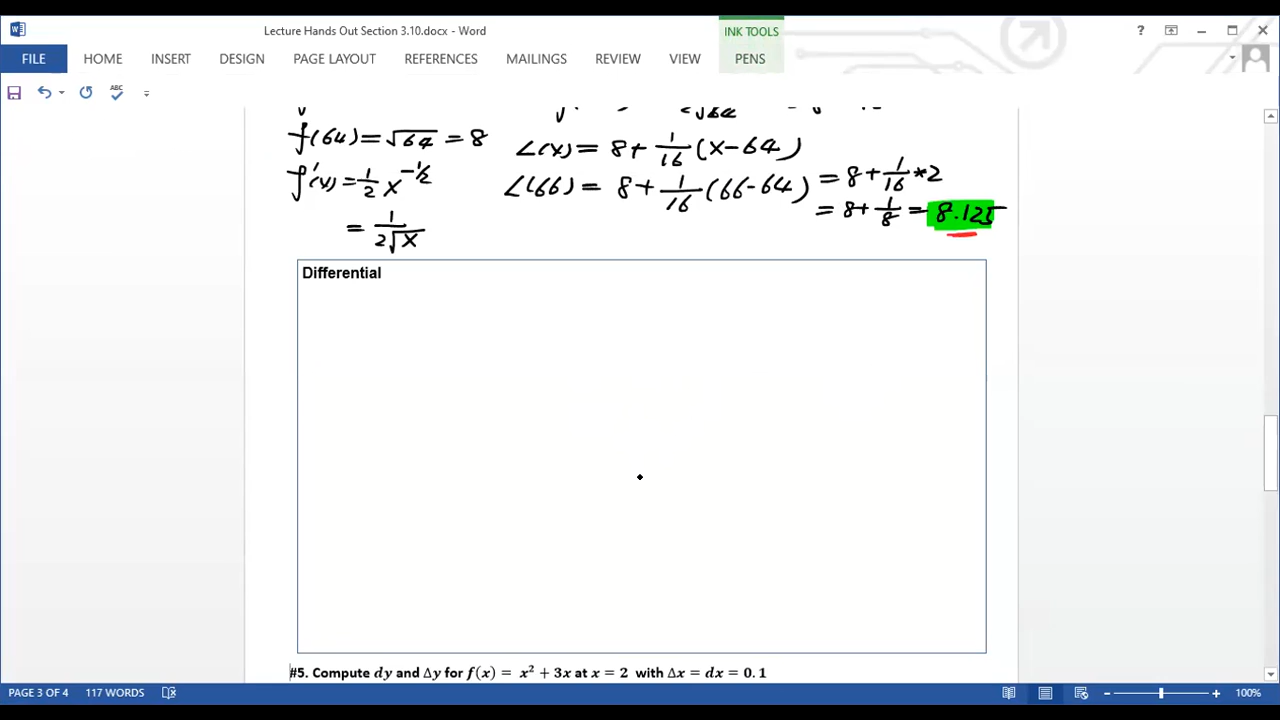 Lecture Hands Out Section 3.10.docx - Word
INK TOOLS
?
FILE HOME INSERT DESIGN PAGE LAYOUT REFERENCES MAILINGS REVIEW VIEW PENS
ABC
f(64) = √64 = 8
L(x) = 8 + 1/16 (x - 64)
f'(x) = 1/2 x^(-1/2)
L(66) = 8 + 1/16 (66 - 64) = 8 + 1/16 * 2
= 8 + 1/8 = 8.125
= 1/(2√x)
Differential
#5. Compute dy and Δy for f(x) = x² + 3x at x = 2 with Δx = dx = 0.1
PAGE 3 OF 4 117 WORDS 100%